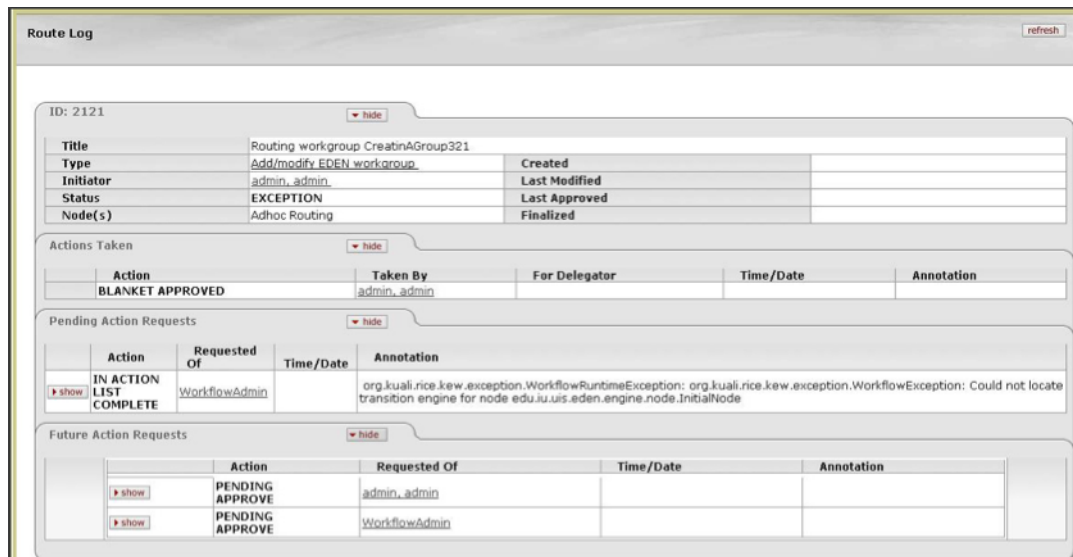 Route Log
refresh
ID: 2121
hide
Title Routing workgroup CreatinAGroup321
Type Add/modify EDEN workgroup Created
Initiator admin, admin Last Modified
Status EXCEPTION Last Approved
Node(s) Adhoc Routing Finalized
Actions Taken hide
Action Taken By For Delegator Time/Date Annotation
BLANKET APPROVED admin, admin
Pending Action Requests hide
Action Requested Of Time/Date Annotation
show IN ACTION LIST COMPLETE WorkflowAdmin org.kuali.rice.kew.exception.WorkflowRuntimeException: org.kuali.rice.kew.exception.WorkflowException: Could not locate
transition engine for node edu.iu.uis.eden.engine.node.InitialNode
Future Action Requests hide
Action Requested Of Time/Date Annotation
show PENDING APPROVE admin, admin
show PENDING APPROVE WorkflowAdmin